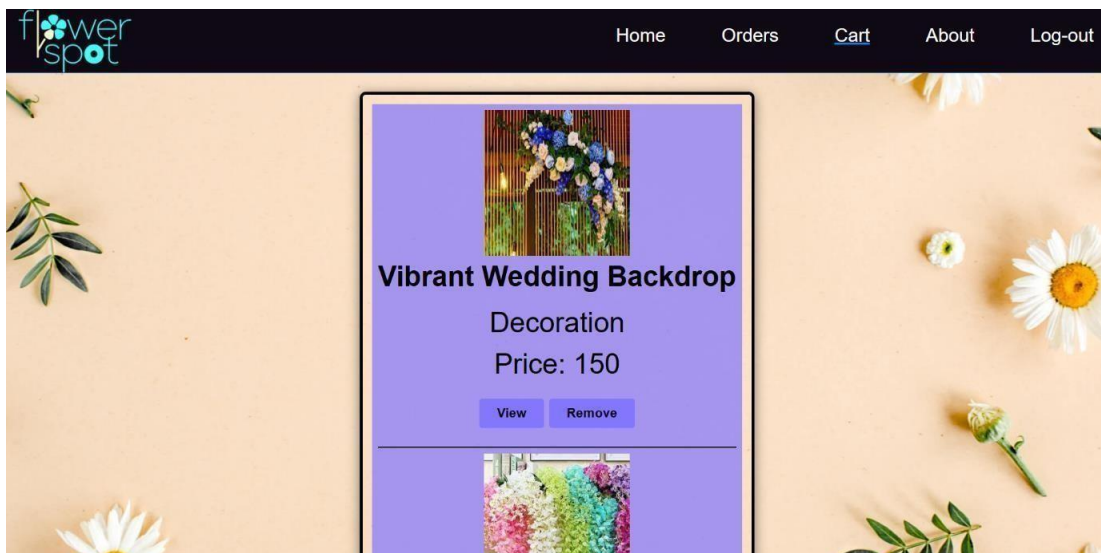 flower
spot
Home Orders Cart About Log-out
Vibrant Wedding Backdrop
Decoration
Price: 150
View Remove